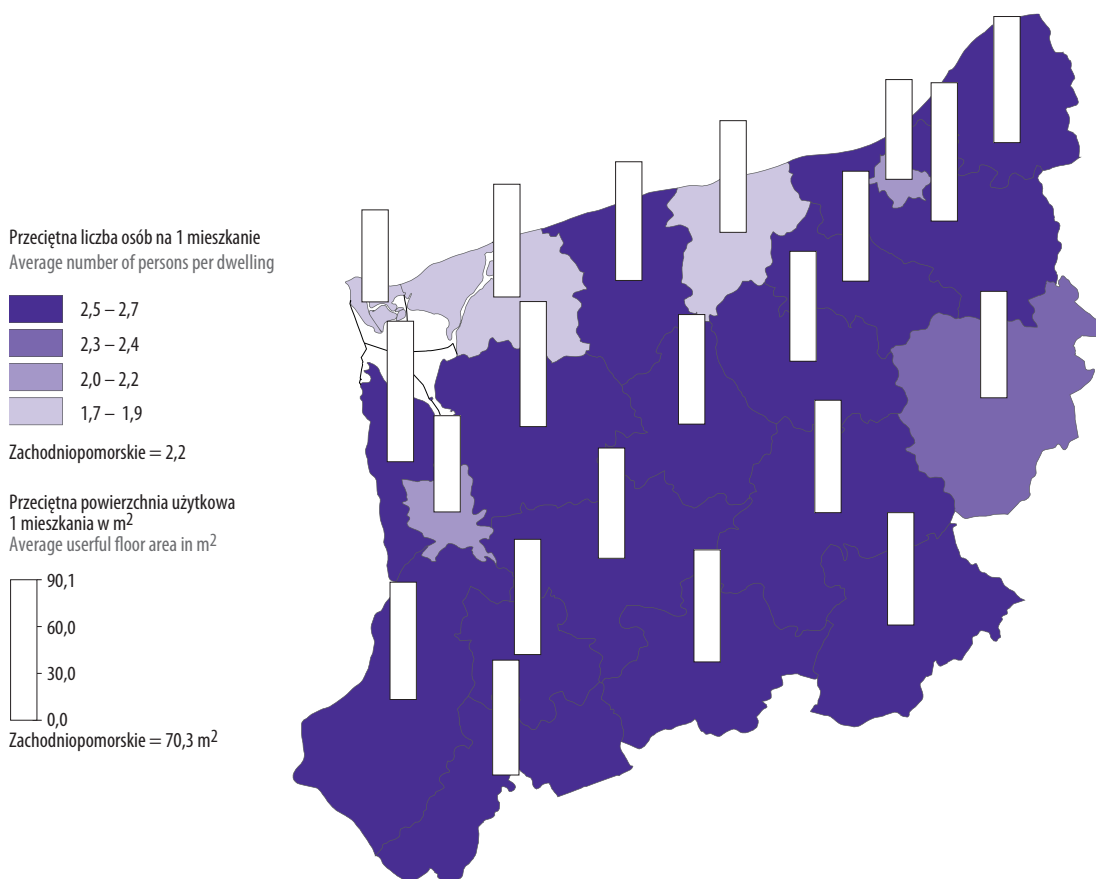 Przeciętna liczba osób na 1 mieszkanie
Average number of persons per dwelling
2,5 – 2,7
2,3 – 2,4
2,0 – 2,2
1,7 – 1,9
Zachodniopomorskie = 2,2
Przeciętna powierzchnia użytkowa
1 mieszkania w m²
Average userful floor area in m²
90,1
60,0
30,0
0,0
Zachodniopomorskie = 70,3 m²